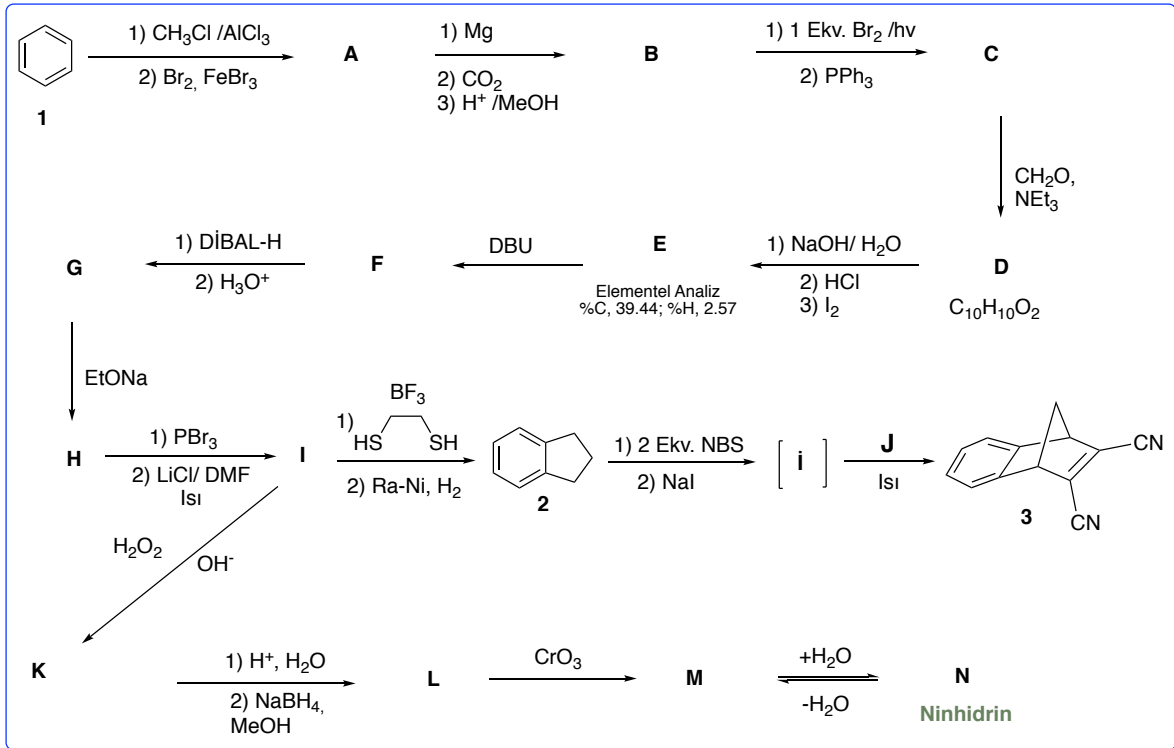 1
1) CH₃Cl /AlCl₃
2) Br₂, FeBr₃
A
1) Mg
2) CO₂
3) H⁺ /MeOH
B
1) 1 Ekv. Br₂ /hv
2) PPh₃
C
CH₂O,
NEt₃
G
1) DİBAL-H
2) H₃O⁺
F
DBU
E
Elementel Analiz
%C, 39.44; %H, 2.57
1) NaOH/ H₂O
2) HCl
3) I₂
D
C₁₀H₁₀O₂
EtONa
H
1) PBr₃
2) LiCl/ DMF
Isı
I
BF₃
1)
HS
SH
2) Ra-Ni, H₂
2
1) 2 Ekv. NBS
2) NaI
[ İ ]
J
Isı
CN
CN
3
H₂O₂
OH⁻
K
1) H⁺, H₂O
2) NaBH₄,
MeOH
L
CrO₃
M
+H₂O
-H₂O
N
Ninhidrin